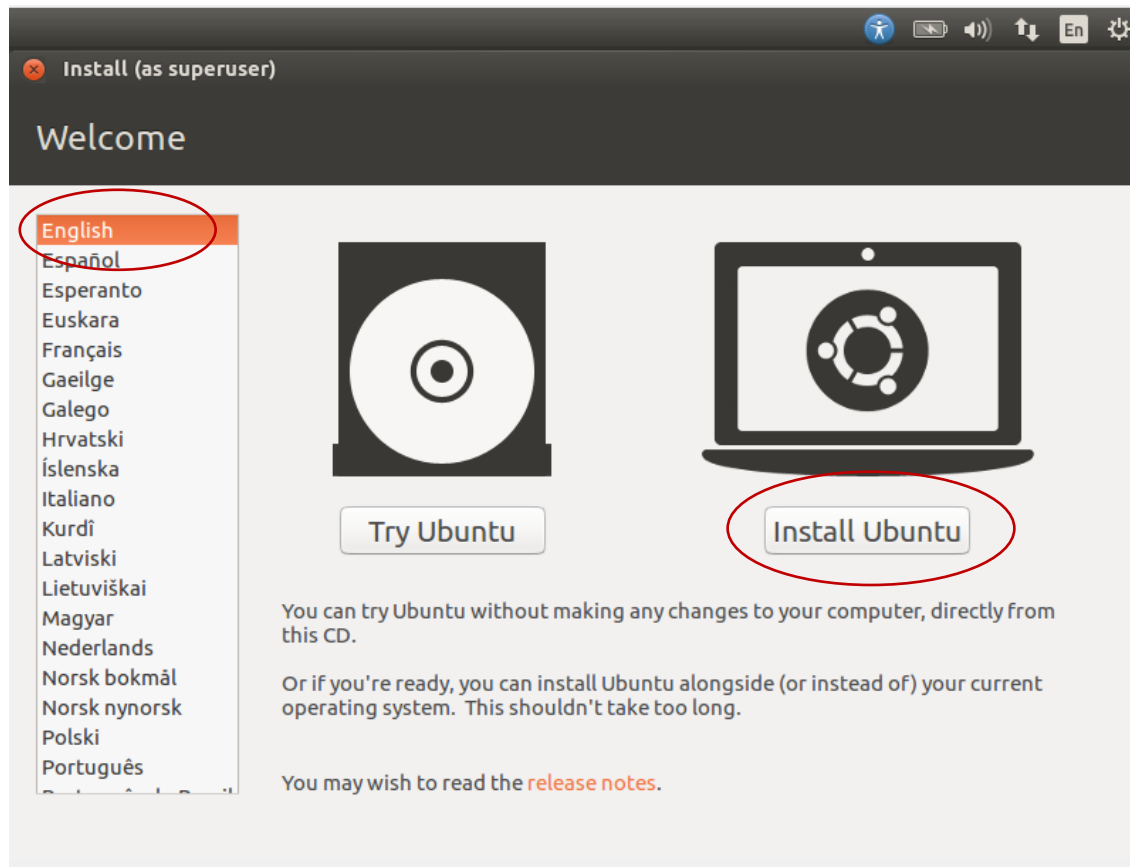 En
Install (as superuser)
Welcome
English
Español
Esperanto
Euskara
Français
Gaeilge
Galego
Hrvatski
Íslenska
Italiano
Kurdî
Latviski
Lietuviškai
Magyar
Nederlands
Norsk bokmål
Norsk nynorsk
Polski
Português
Try Ubuntu
Install Ubuntu
You can try Ubuntu without making any changes to your computer, directly from
this CD.
Or if you're ready, you can install Ubuntu alongside (or instead of) your current
operating system. This shouldn't take too long.
You may wish to read the release notes.